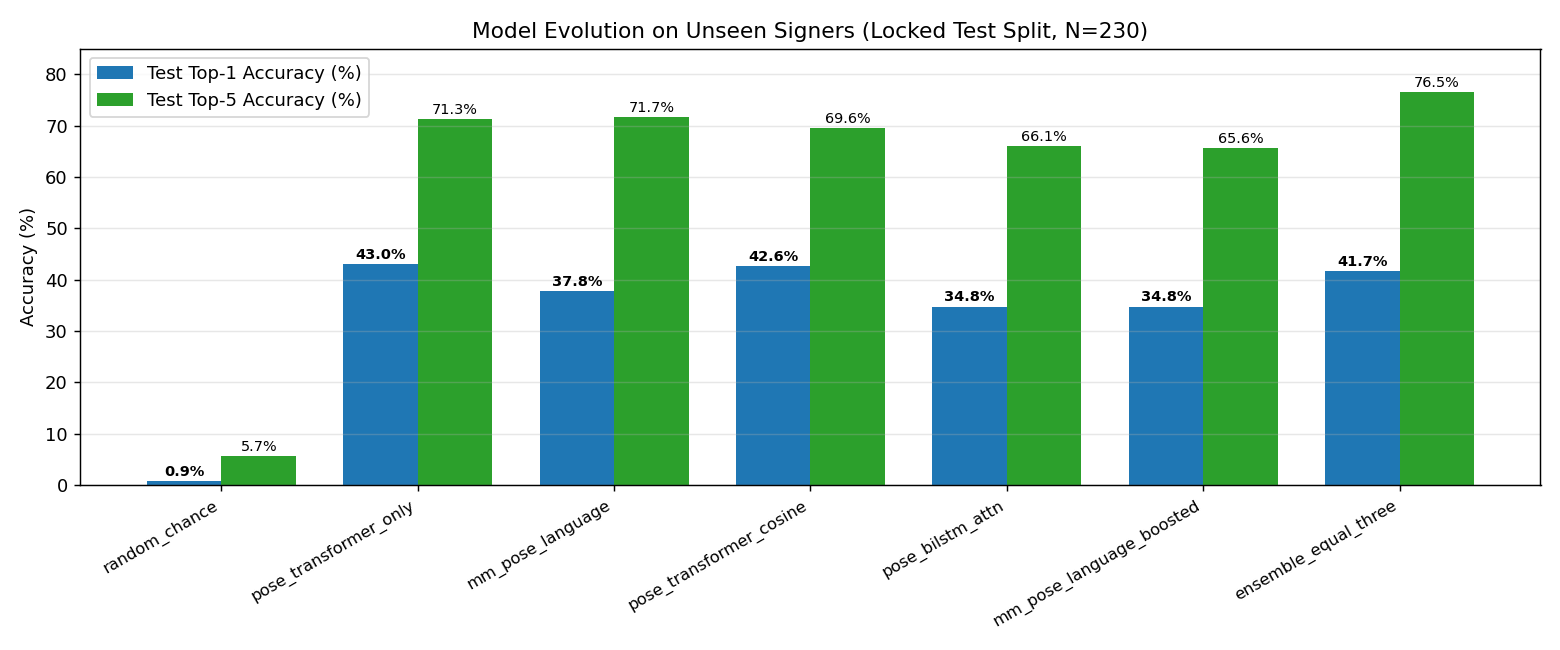 Model Evolution on Unseen Signers (Locked Test Split, N=230)
Test Top-1 Accuracy (%)
Test Top-5 Accuracy (%)
Accuracy (%)
80
70
60
50
40
30
20
10
0
0.9%
5.7%
43.0%
71.3%
37.8%
71.7%
42.6%
69.6%
34.8%
66.1%
34.8%
65.6%
41.7%
76.5%
random_chance
pose_transformer_only
mm_pose_language
pose_transformer_cosine
pose_bilstm_attn
mm_pose_language_boosted
ensemble_equal_three